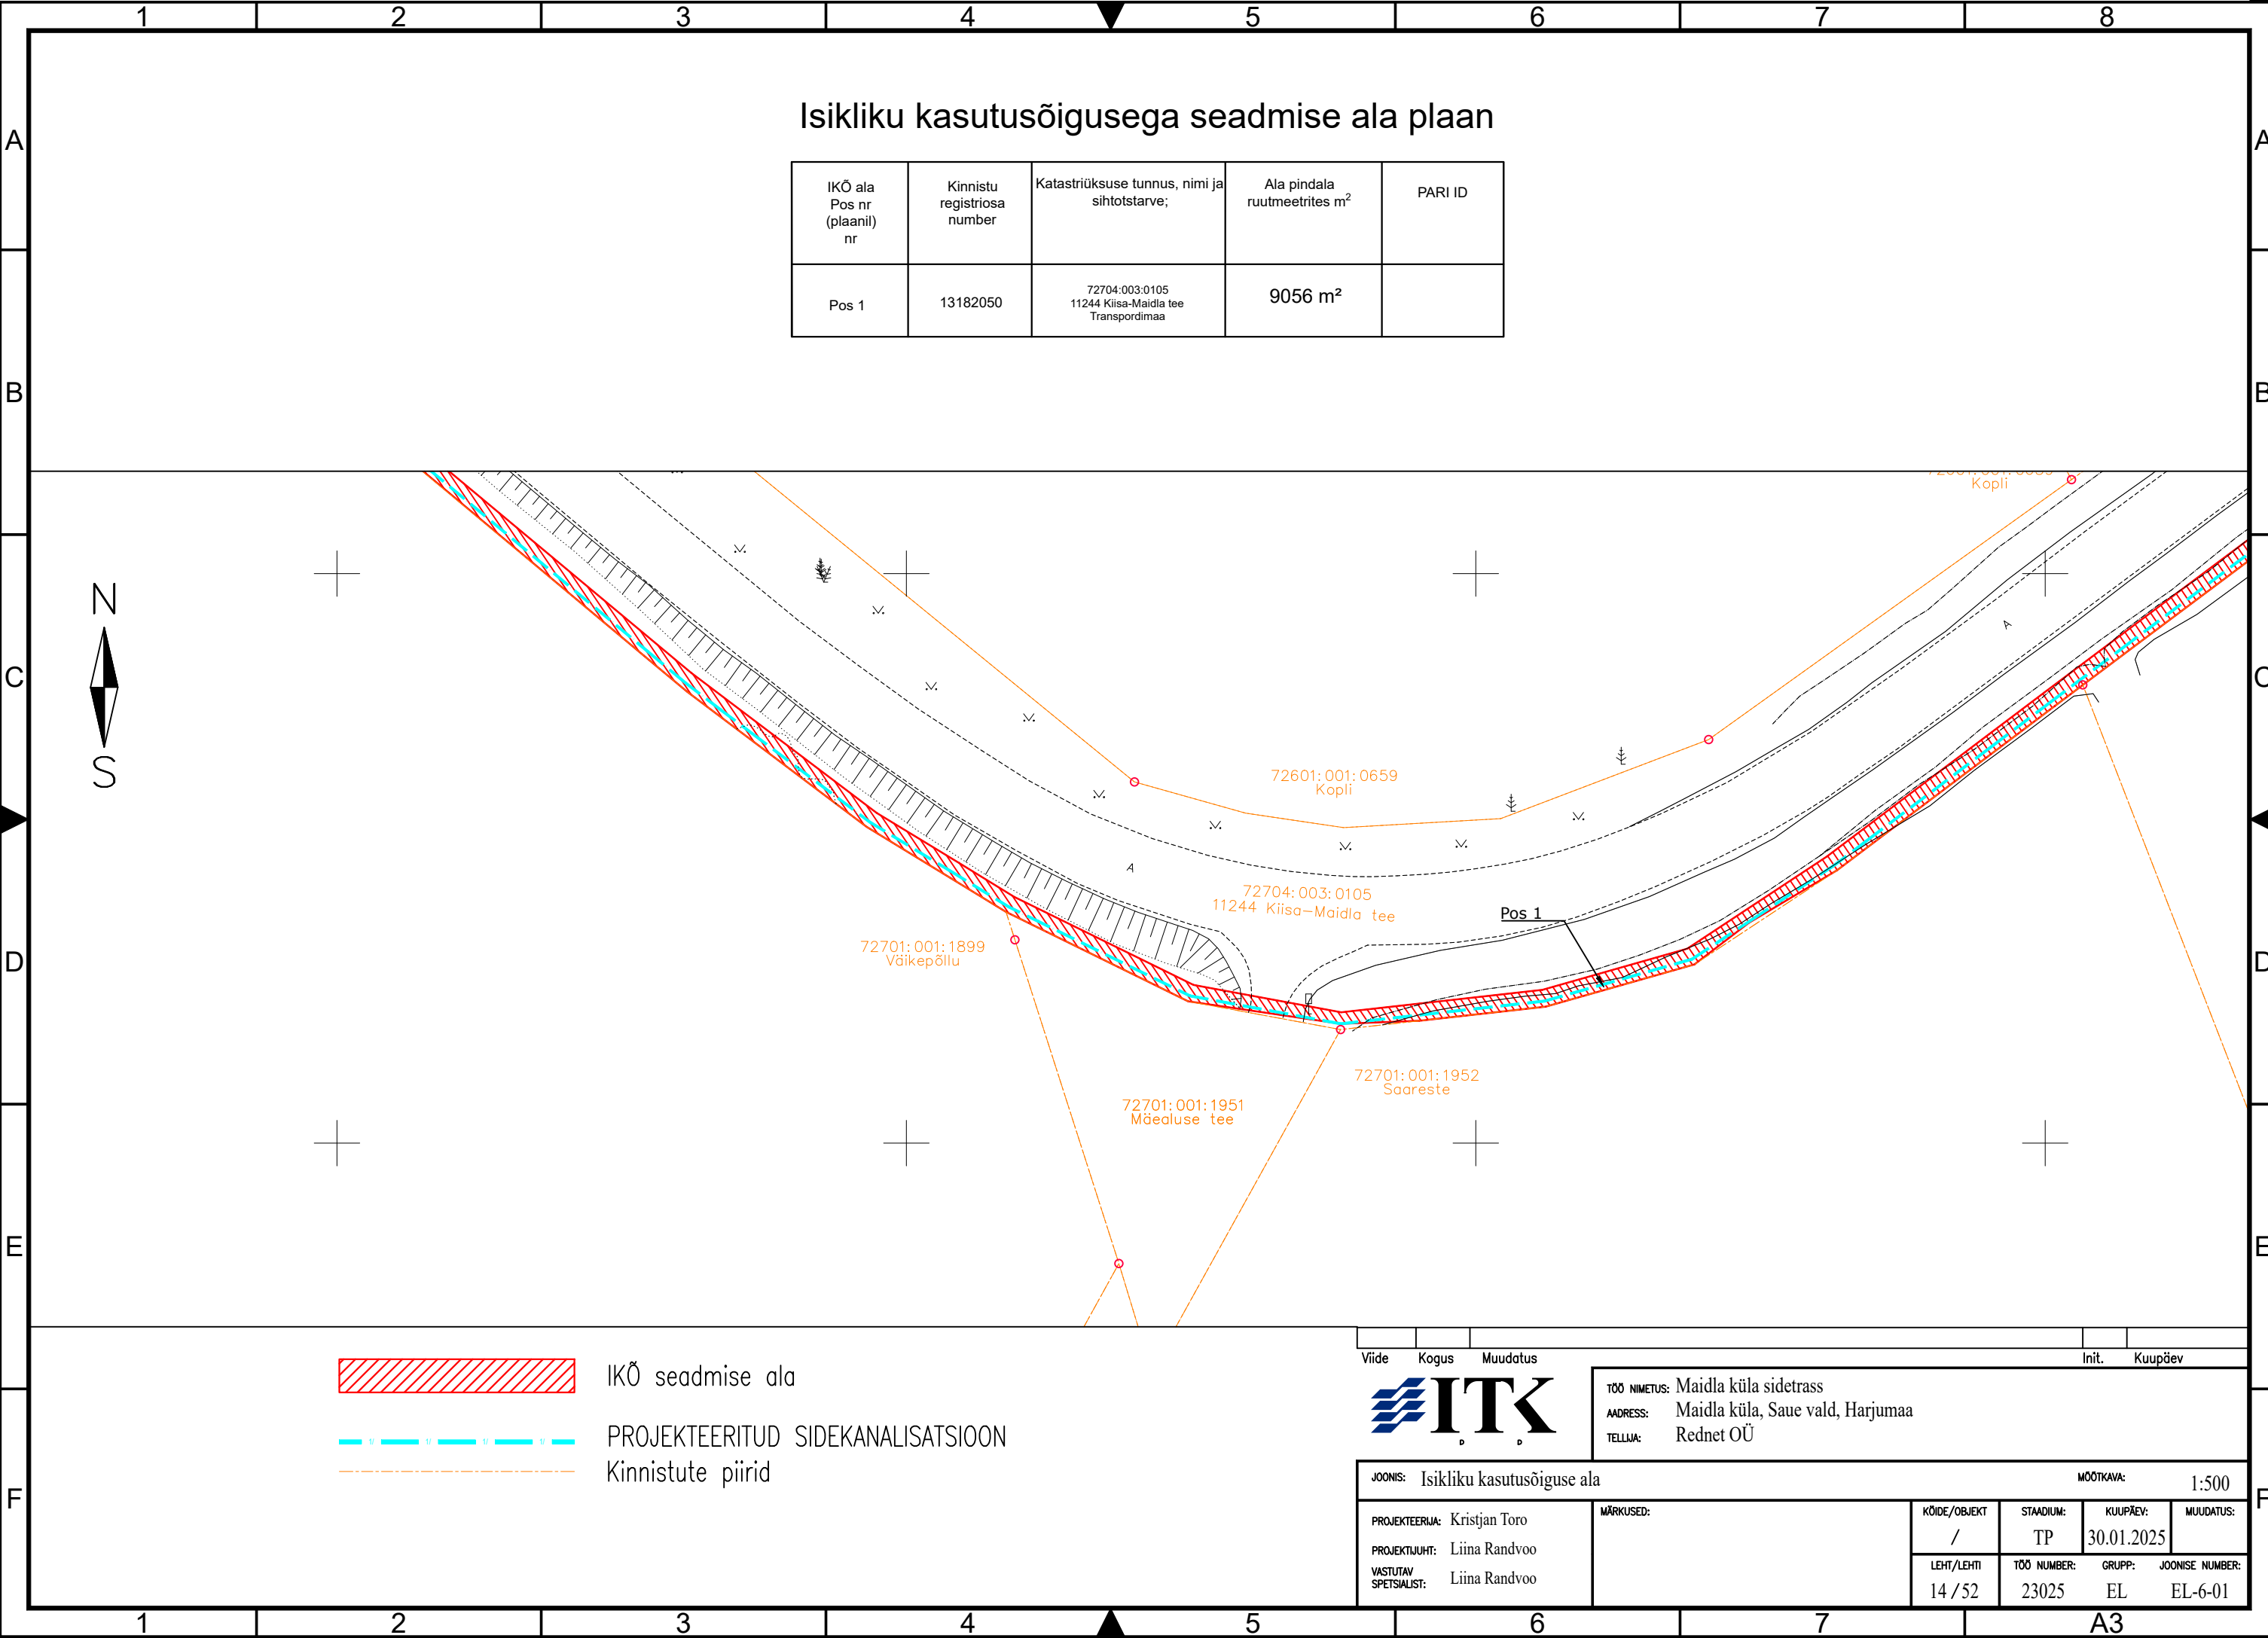 1 2 3 4 5 6 7 8
A A
B B
C C
D D
E E
F F
Isikliku kasutusõigusega seadmise ala plaan
IKÕ ala
Pos nr
(plaanil)
nr
Kinnistu
registriosa
number
Katastriüksuse tunnus, nimi ja
sihtotstarve;
Ala pindala
ruutmeetrites m²
PARI ID
Pos 1
13182050
72704:003:0105
11244 Kiisa-Maidla tee
Transpordimaa
9056 m²
N
S
Kopli
72601:001:0659
Kopli
72704:003:0105
11244 Kiisa-Maidla tee
A
A
Pos 1
72701:001:1899
Väikepõllu
72701:001:1952
Saareste
72701:001:1951
Mäealuse tee
IKÕ seadmise ala
PROJEKTEERITUD SIDEKANALISATSIOON
Kinnistute piirid
Viide Kogus Muudatus Init. Kuupäev
ITK
D D
TÖÖ NIMETUS: Maidla küla sidetrass
AADRESS: Maidla küla, Saue vald, Harjumaa
TELLIJA: Rednet OÜ
JOONIS: Isikliku kasutusõiguse ala
MÕÕTKAVA: 1:500
PROJEKTEERIJA: Kristjan Toro
PROJEKTIJUHT: Liina Randvoo
VASTUTAV
SPETSIALIST: Liina Randvoo
MÄRKUSED:
KÖIDE/OBJEKT STAADIUM: KUUPÄEV: MUUDATUS:
/ TP 30.01.2025
LEHT/LEHTI TÖÖ NUMBER: GRUPP: JOONISE NUMBER:
14 / 52 23025 EL EL-6-01
1 2 3 4 5 6 7 A3